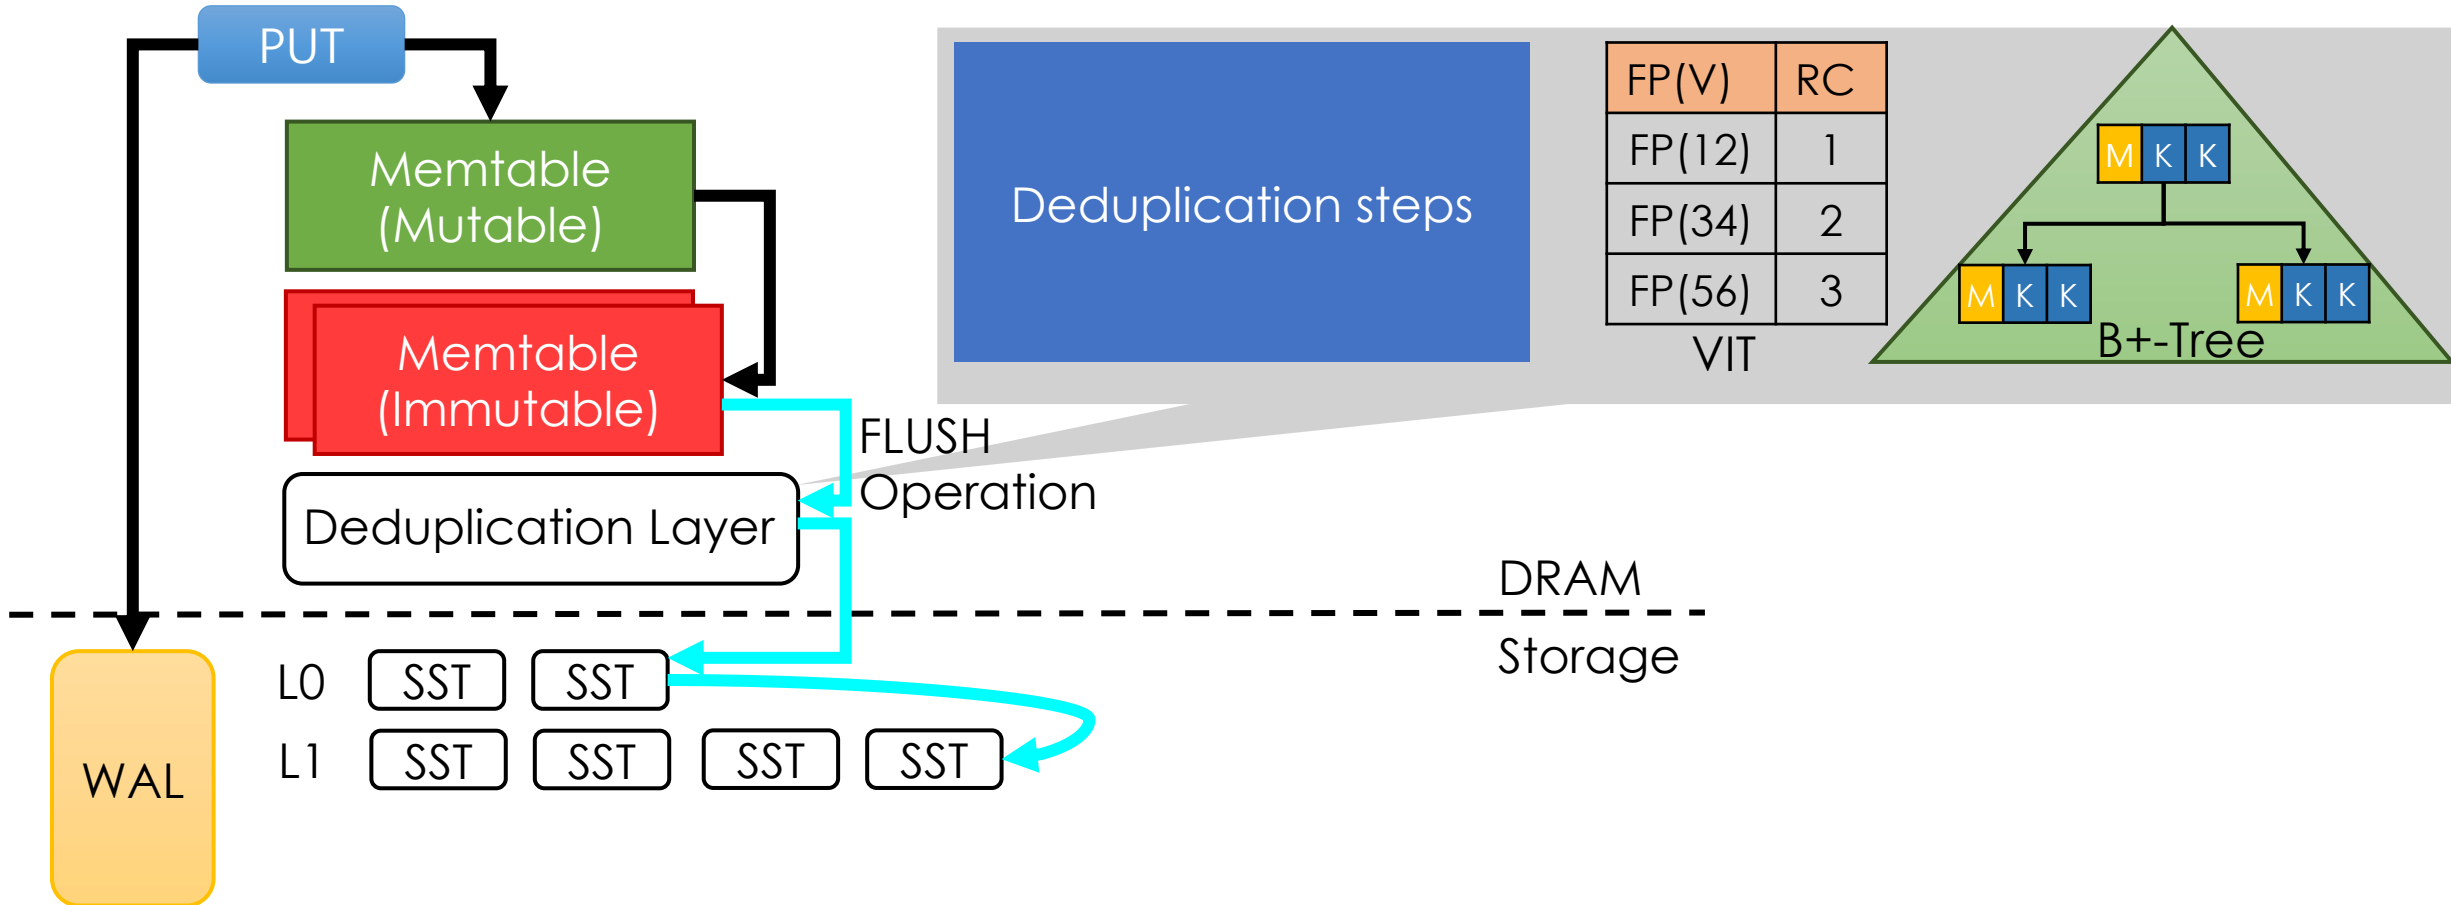 PUT
Memtable
(Mutable)
Memtable
(Immutable)
FLUSH
Operation
Deduplication Layer
Deduplication steps
FP(V) RC
FP(12) 1
FP(34) 2
FP(56) 3
VIT
M K K
M K K
M K K
B+-Tree
DRAM
Storage
WAL
L0 SST SST
L1 SST SST SST SST